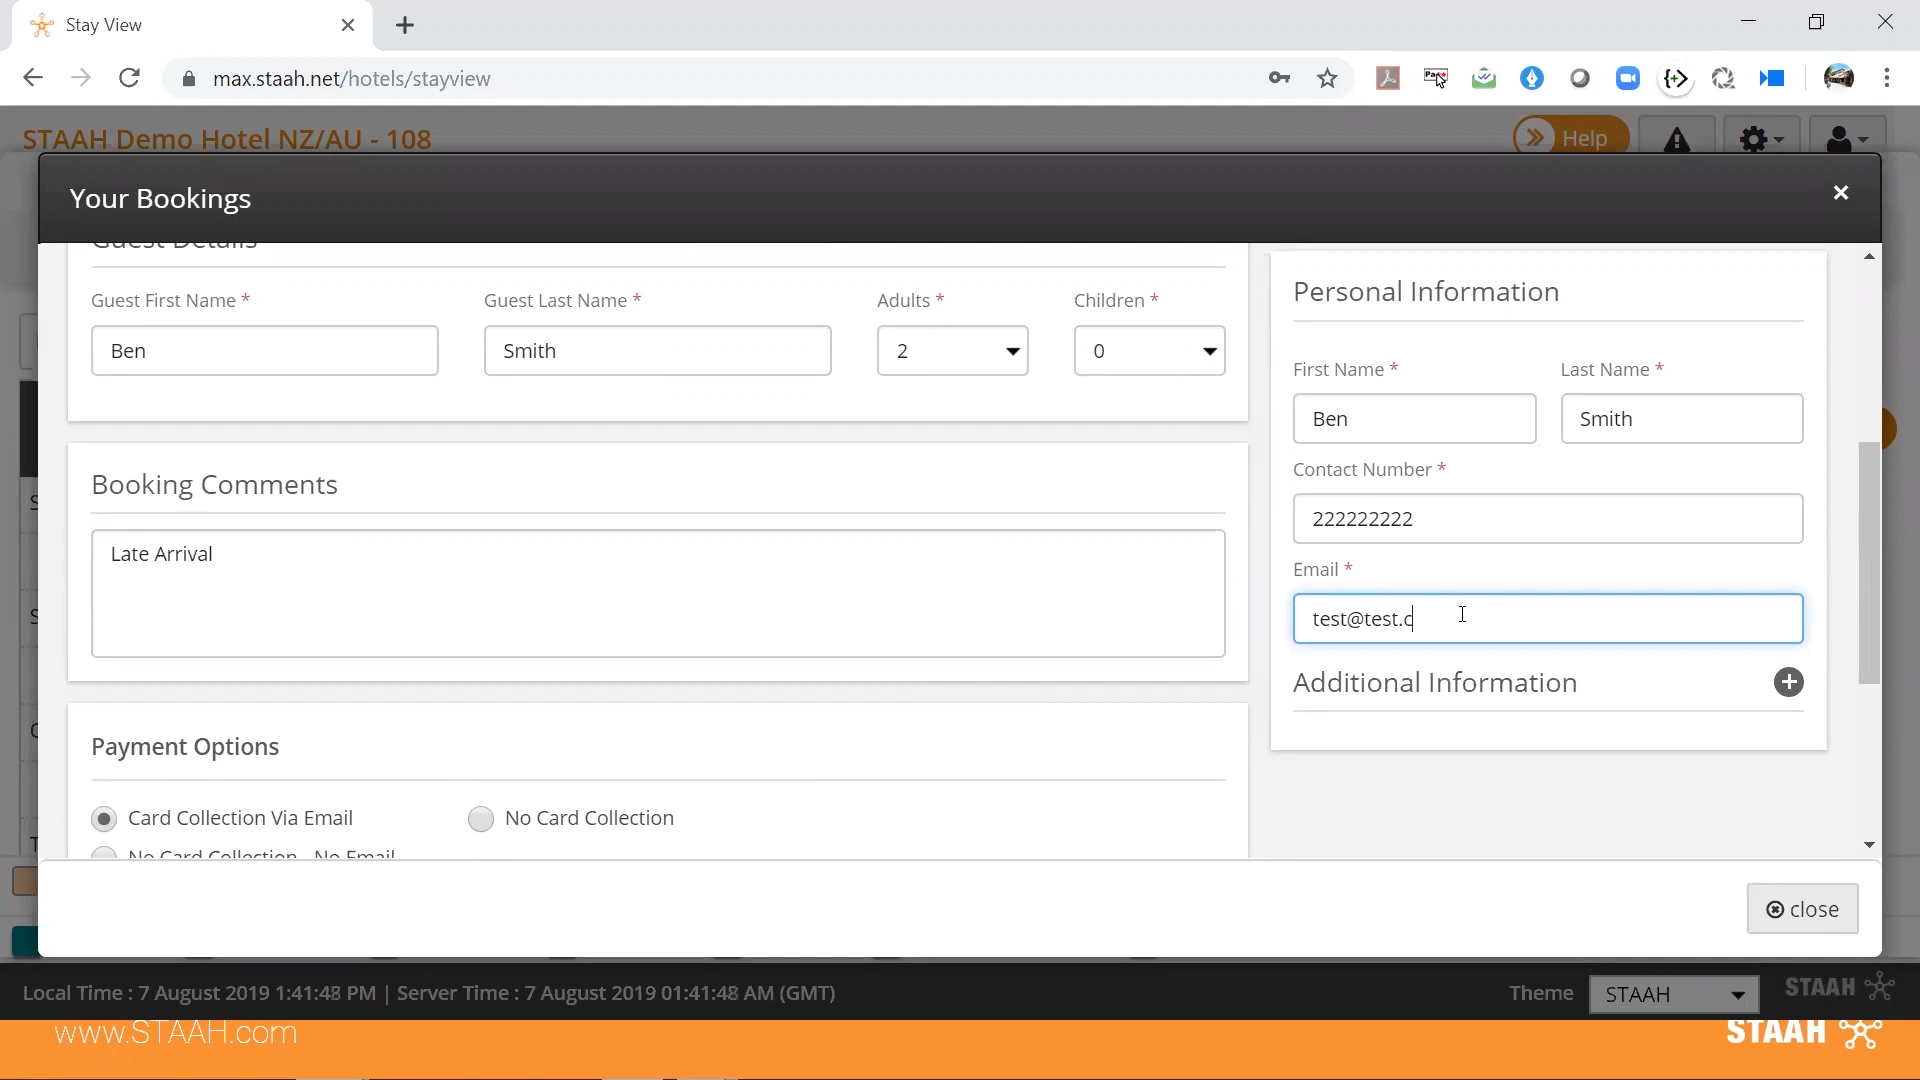 Stay View
max.staah.net/hotels/stayview
STAAH Demo Hotel NZ/AU - 108
Help
Your Bookings
Guest Details
Guest First Name *
Guest Last Name *
Adults *
Children *
Ben
Smith
2
0
Booking Comments
Late Arrival
Payment Options
Card Collection Via Email
No Card Collection
No Card Collection - No Email
Personal Information
First Name *
Last Name *
Ben
Smith
Contact Number *
222222222
Email *
test@test.c
Additional Information
close
Local Time : 7 August 2019 1:41:48 PM | Server Time : 7 August 2019 01:41:48 AM (GMT)
Theme
STAAH
STAAH
www.STAAH.com
STAAH